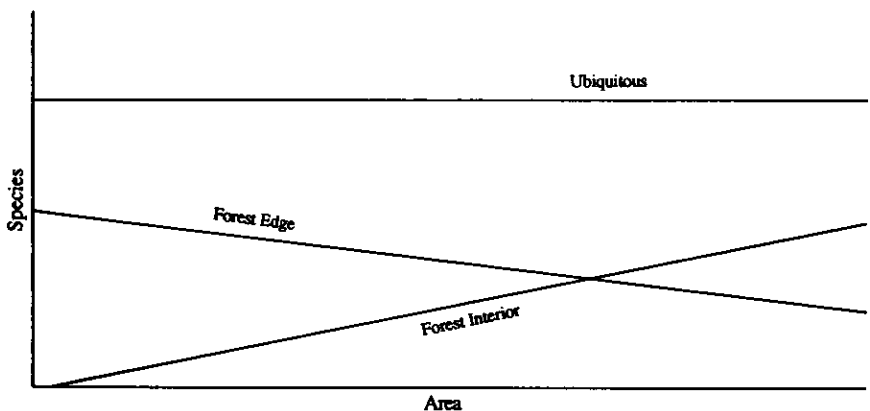 Ubiquitous
Species
Forest Edge
Forest Interior
Area